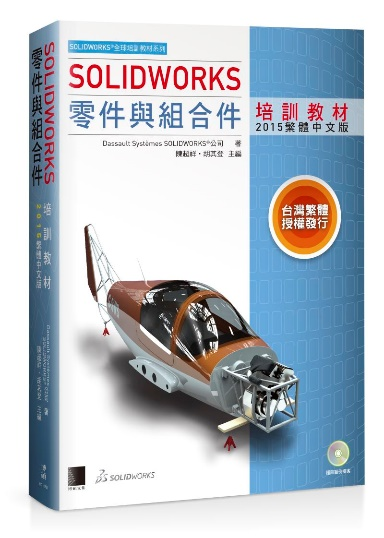 SOLIDWORKS®全球培訓教材系列
SOLIDWORKS
零件與組合件
培訓教材
2015繁體中文版
Dassault Systèmes SOLIDWORKS®公司 著
陳超祥・胡其登 主編
台灣繁體
授權發行
SOLIDWORKS
SOLIDWORKS
零件與組合件
培訓教材
2015繁體中文版